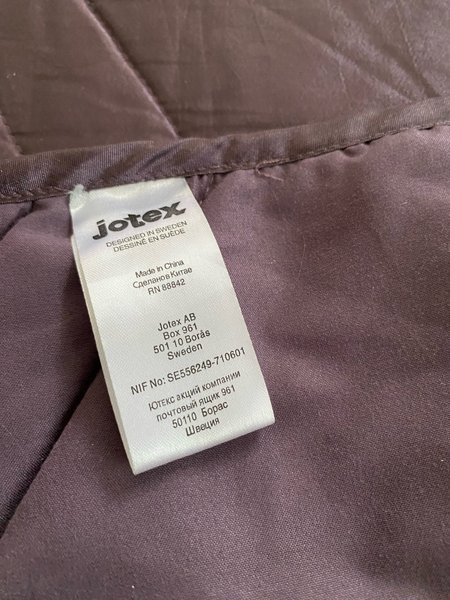 jotex
DESIGNED IN SWEDEN
DESSINÉ EN SUÈDE
Made in China
Сделанов Китае
RN 88842
Jotex AB
Box 961
501 10 Borås
Sweden
NIF No: SE556249-710601
Ютекс акций компании
почтовый ящик 961
50110 Борас
Швеция